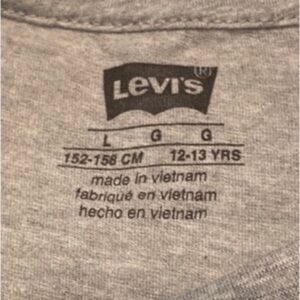 LEVI'S (R)
L G G
152-158 CM 12-13 YRS
made in vietnam
fabriqué en vietnam
hecho en vietnam